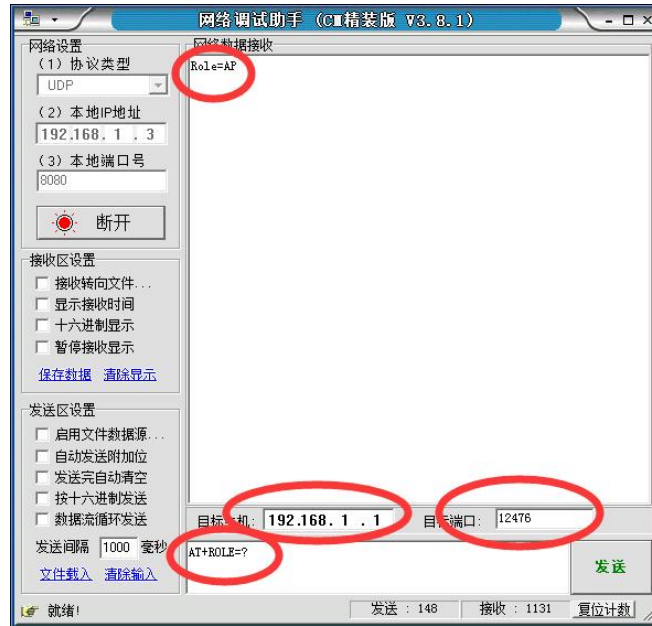 网络调试助手 (CM精装版 V3.8.1)
网络设置
(1) 协议类型
UDP
(2) 本地IP地址
192.168. 1 . 3
(3) 本地端口号
8080
断开
接收区设置
接收转向文件...
显示接收时间
十六进制显示
暂停接收显示
保存数据 清除显示
发送区设置
启用文件数据源...
自动发送附加位
发送完自动清空
按十六进制发送
数据流循环发送
发送间隔 1000 毫秒
文件载入 清除输入
网络数据接收
Role=AP
目标主机: 192.168. 1 . 1 目标端口: 12476
AT+ROLE=?
发送
就绪! 发送 : 148 接收 : 1131 复位计数